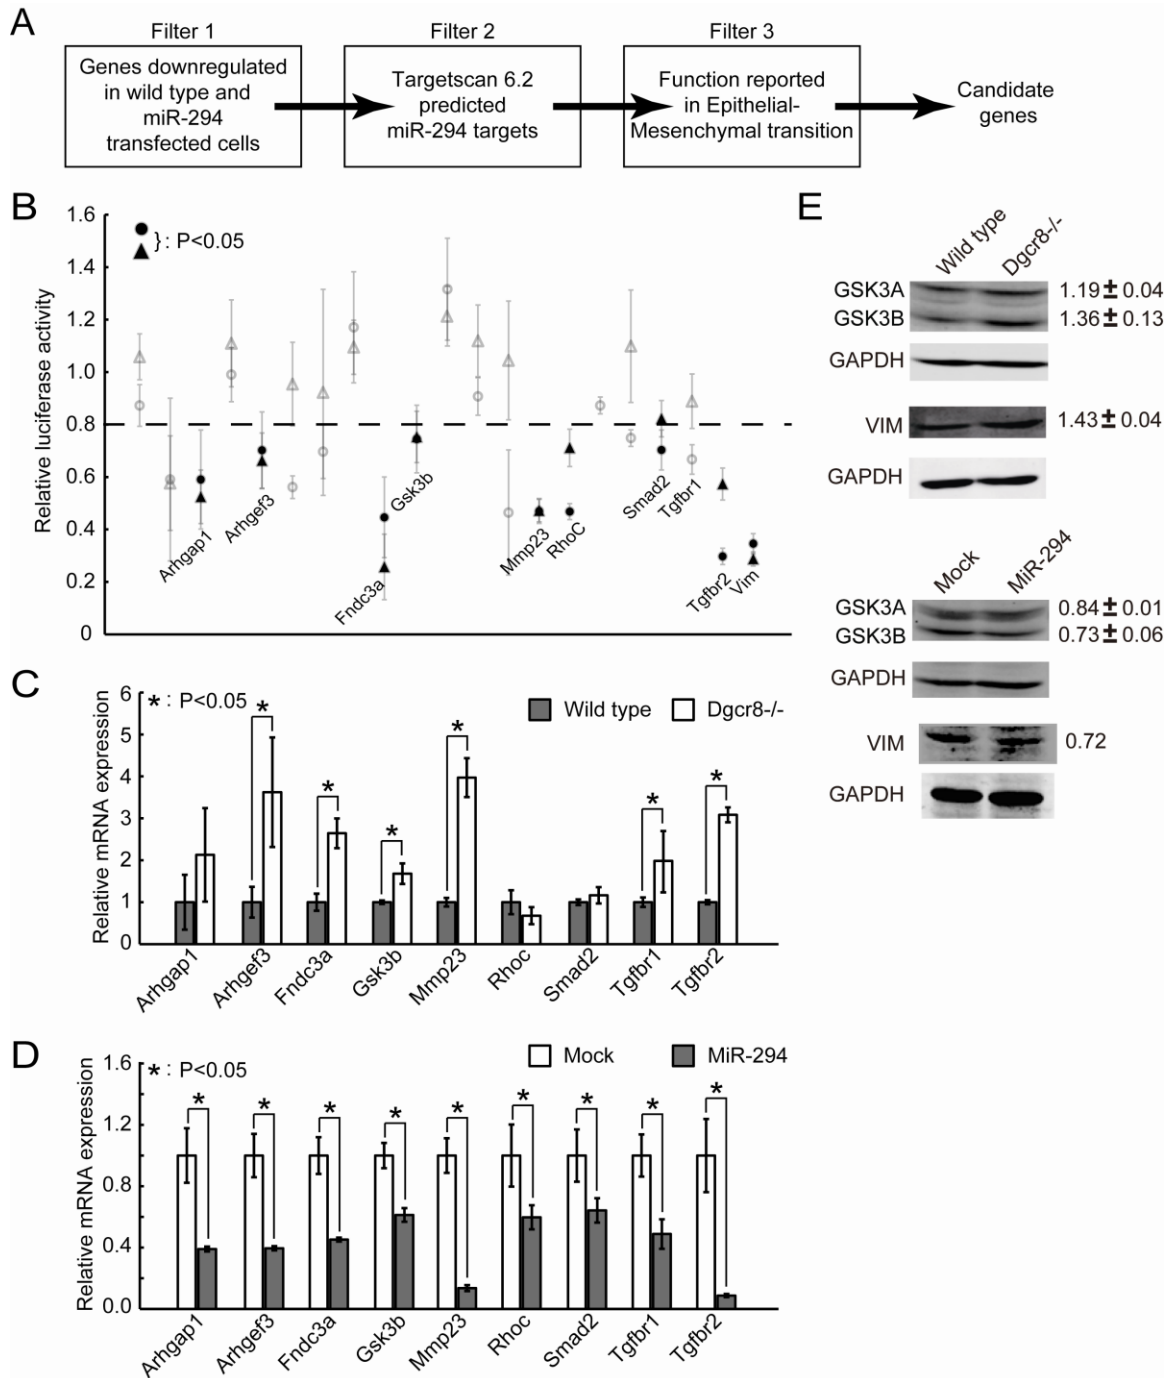 A
Filter 1
Filter 2
Filter 3
Genes downregulated
in wild type and
miR-294
transfected cells
Targetscan 6.2
predicted
miR-294 targets
Function reported
in Epithelial-
Mesenchymal transition
Candidate
genes
B
Relative luciferase activity
1.6
1.4
1.2
1.0
0.8
0.6
0.4
0.2
0
} : P<0.05
Arhgap1
Arhgef3
Fndc3a
Gsk3b
Mmp23
RhoC
Smad2
Tgfbr1
Tgfbr2
Vim
C
Relative mRNA expression
6
5
4
3
2
1
0
* : P<0.05
Wild type
Dgcr8-/-
*
*
*
*
*
*
Arhgap1
Arhgef3
Fndc3a
Gsk3b
Mmp23
Rhoc
Smad2
Tgfbr1
Tgfbr2
D
Relative mRNA expression
1.6
1.2
0.8
0.4
0.0
* : P<0.05
Mock
MiR-294
*
*
*
*
*
*
*
*
*
Arhgap1
Arhgef3
Fndc3a
Gsk3b
Mmp23
Rhoc
Smad2
Tgfbr1
Tgfbr2
E
Wild type
Dgcr8-/-
GSK3A
1.19±0.04
GSK3B
1.36±0.13
GAPDH
VIM
1.43±0.04
GAPDH
Mock
MiR-294
GSK3A
0.84±0.01
GSK3B
0.73±0.06
GAPDH
VIM
0.72
GAPDH